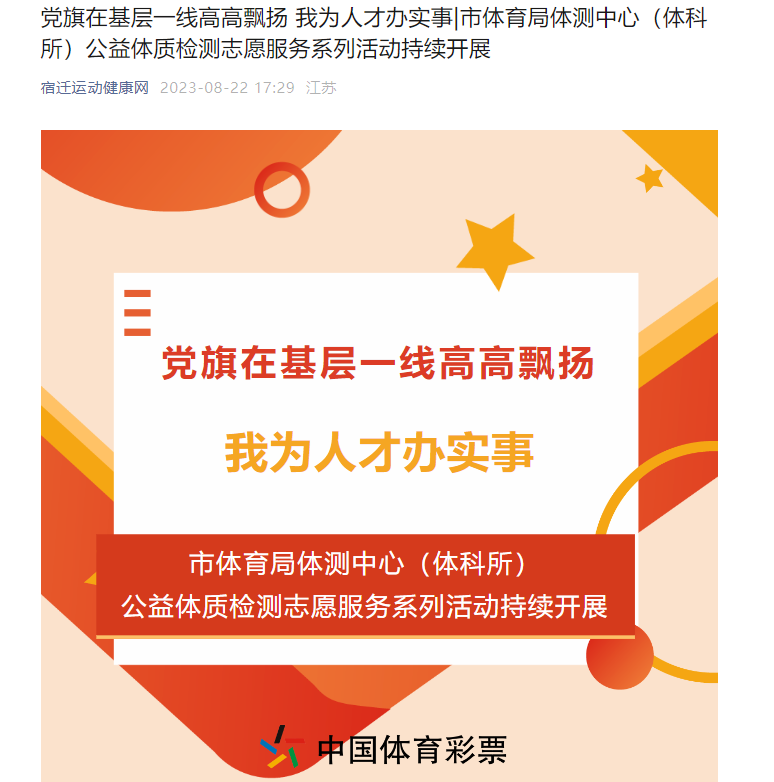 党旗在基层一线高高飘扬 我为人才办实事|市体育局体测中心（体科
所）公益体质检测志愿服务系列活动持续开展
宿迁运动健康网 2023-08-22 17:29 江苏
党旗在基层一线高高飘扬
我为人才办实事
市体育局体测中心（体科所）
公益体质检测志愿服务系列活动持续开展
中国体育彩票